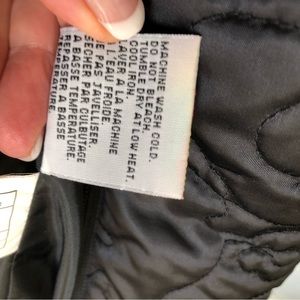 MACHINE WASH COLD.
DO NOT BLEACH.
TUMBLE DRY AT LOW HEAT.
COOL IRON.
LAVER A LA MACHINE
A L'EAU FROIDE.
NE PAS JAVELLISER.
SECHER PAR CULBUTAGE
A BASSE TEMPERATURE.
REPASSER A BASSE
TEMPERATURE.